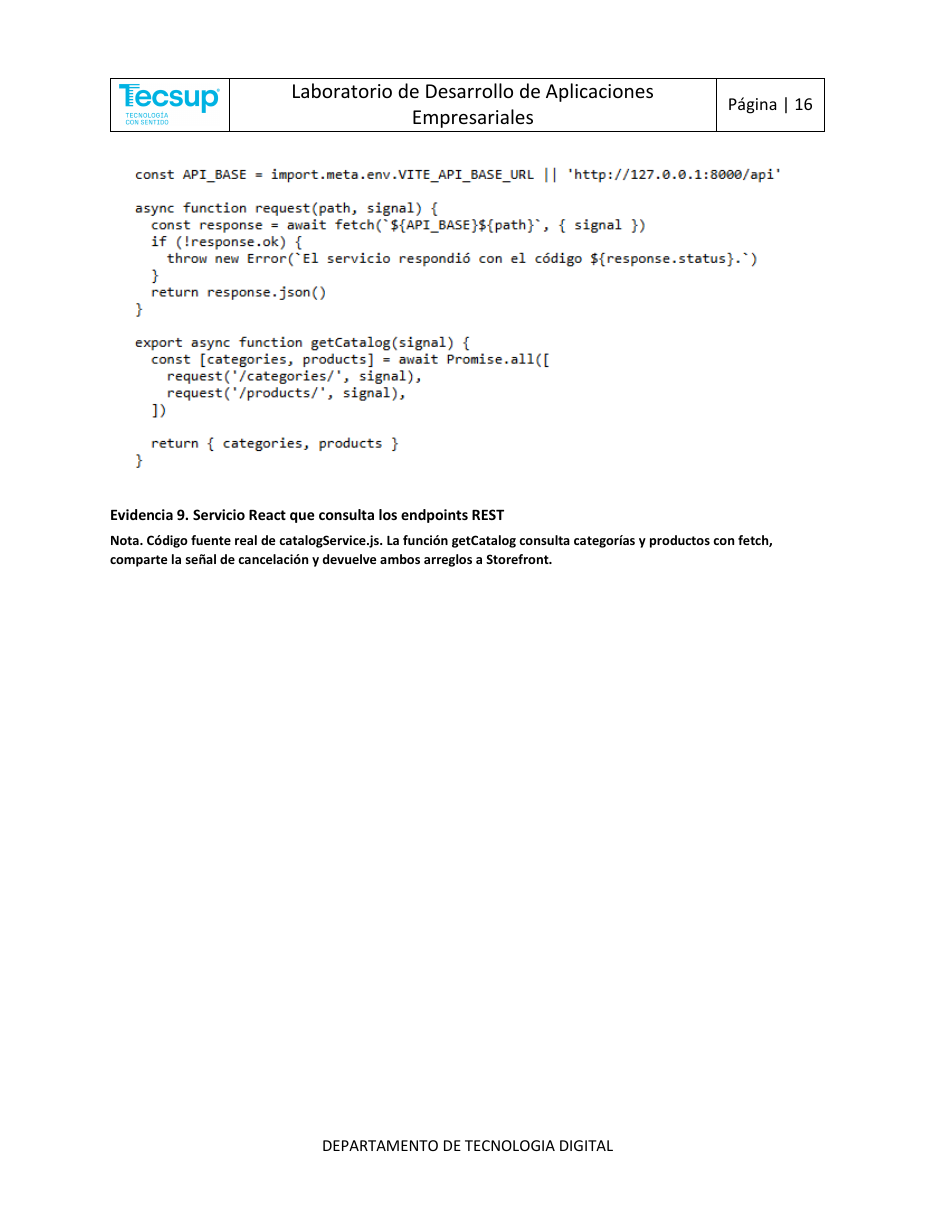 Tecsup
TECNOLOGÍA
CON SENTIDO
Laboratorio de Desarrollo de Aplicaciones
Empresariales
Página | 16
const API_BASE = import.meta.env.VITE_API_BASE_URL || 'http://127.0.0.1:8000/api'
async function request(path, signal) {
  const response = await fetch(`${API_BASE}${path}`, { signal })
  if (!response.ok) {
    throw new Error(`El servicio respondió con el código ${response.status}.`)
  }
  return response.json()
}
export async function getCatalog(signal) {
  const [categories, products] = await Promise.all([
    request('/categories/', signal),
    request('/products/', signal),
  ])
  return { categories, products }
}
Evidencia 9. Servicio React que consulta los endpoints REST
Nota. Código fuente real de catalogService.js. La función getCatalog consulta categorías y productos con fetch,
comparte la señal de cancelación y devuelve ambos arreglos a Storefront.
DEPARTAMENTO DE TECNOLOGIA DIGITAL